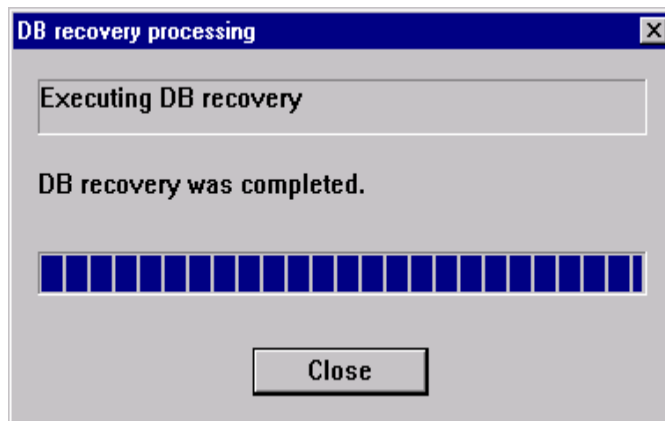 DB recovery processing
Executing DB recovery
DB recovery was completed.
Close